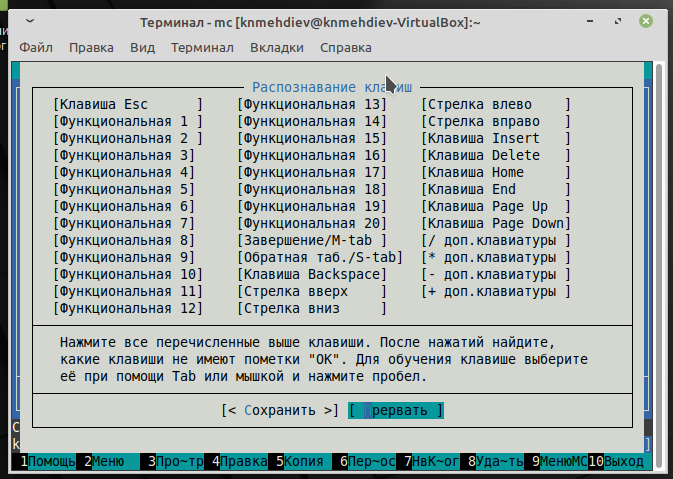 Терминал - mc [knmehdiev@knmehdiev-VirtualBox]:~
Файл Правка Вид Терминал Вкладки Справка
Распознавание клавиш
[Клавиша Esc ] [Функциональная 13] [Стрелка влево ]
[Функциональная 1 ] [Функциональная 14] [Стрелка вправо ]
[Функциональная 2 ] [Функциональная 15] [Клавиша Insert ]
[Функциональная 3] [Функциональная 16] [Клавиша Delete ]
[Функциональная 4] [Функциональная 17] [Клавиша Home ]
[Функциональная 5] [Функциональная 18] [Клавиша End ]
[Функциональная 6] [Функциональная 19] [Клавиша Page Up ]
[Функциональная 7] [Функциональная 20] [Клавиша Page Down]
[Функциональная 8] [Завершение/M-tab ] [/ доп.клавиатуры ]
[Функциональная 9] [Обратная таб./S-tab] [* доп.клавиатуры ]
[Функциональная 10] [Клавиша Backspace] [- доп.клавиатуры ]
[Функциональная 11] [Стрелка вверх ] [+ доп.клавиатуры ]
[Функциональная 12] [Стрелка вниз ]
Нажмите все перечисленные выше клавиши. После нажатий найдите,
какие клавиши не имеют пометки "ОК". Для обучения клавише выберите
её при помощи Tab или мышкой и нажмите пробел.
[< Сохранить >] [ Прервать ]
1Помощь 2Меню 3Про~тр 4Правка 5Копия 6Пер~ос 7НвК~ог 8Уда~ть 9МенюMC 10Выход